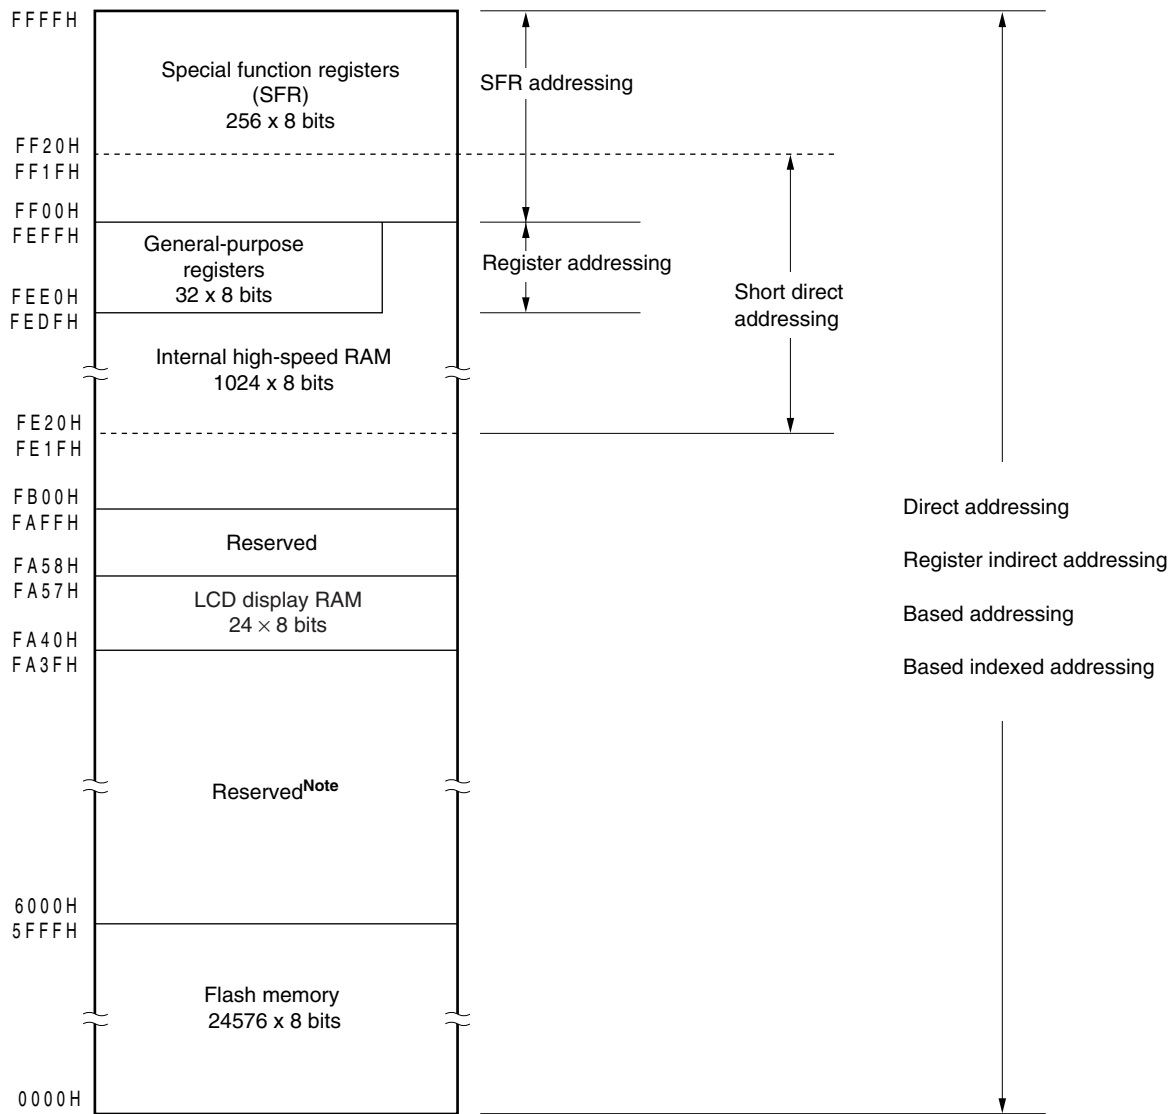 FFFFH
Special function registers
(SFR)
256 x 8 bits
SFR addressing
FF20H
FF1FH
FF00H
FEFFH
General-purpose
registers
32 x 8 bits
Register addressing
FEE0H
FEDFH
Short direct
addressing
Internal high-speed RAM
1024 x 8 bits
FE20H
FE1FH
FB00H
FAFFH
Reserved
FA58H
FA57H
LCD display RAM
24 × 8 bits
FA40H
FA3FH
Direct addressing
Register indirect addressing
Based addressing
Based indexed addressing
ReservedNote
6000H
5FFFH
Flash memory
24576 x 8 bits
0000H